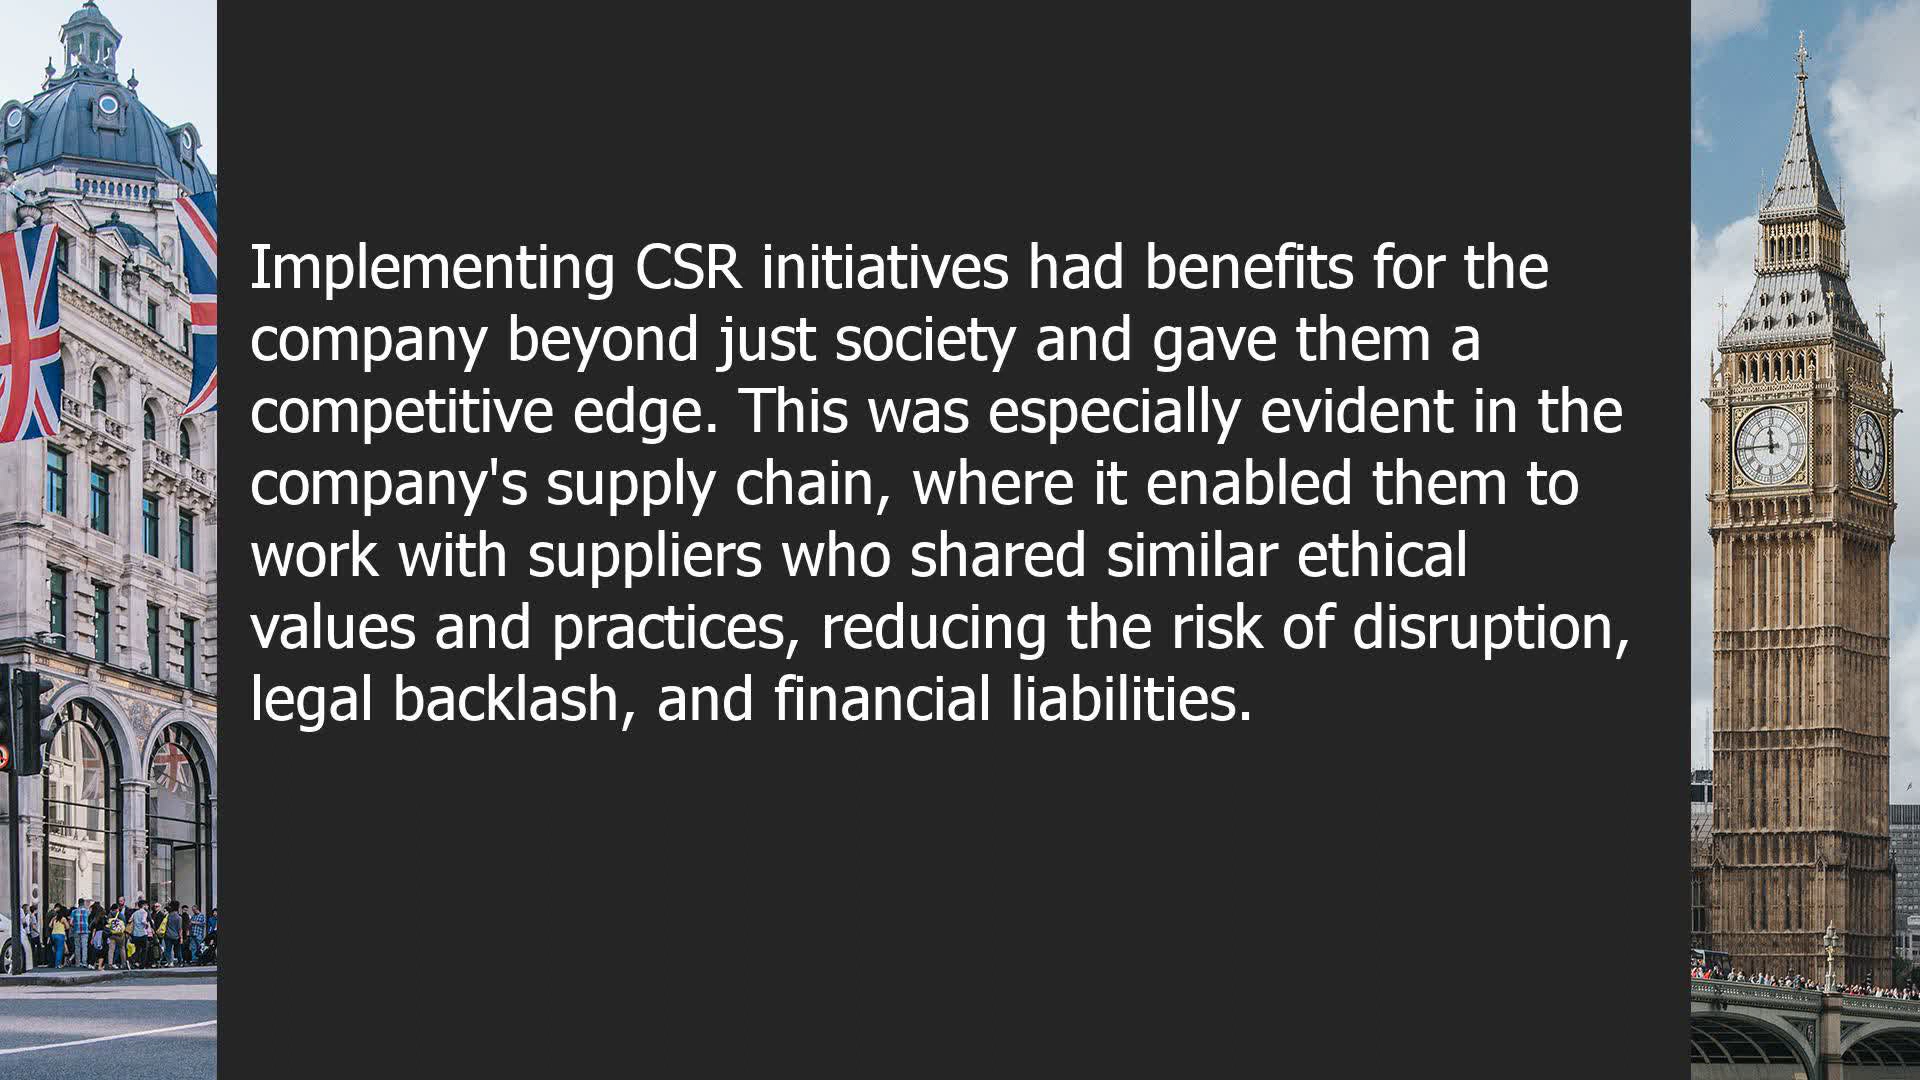 Implementing CSR initiatives had benefits for the
company beyond just society and gave them a
competitive edge. This was especially evident in the
company's supply chain, where it enabled them to
work with suppliers who shared similar ethical
values and practices, reducing the risk of disruption,
legal backlash, and financial liabilities.